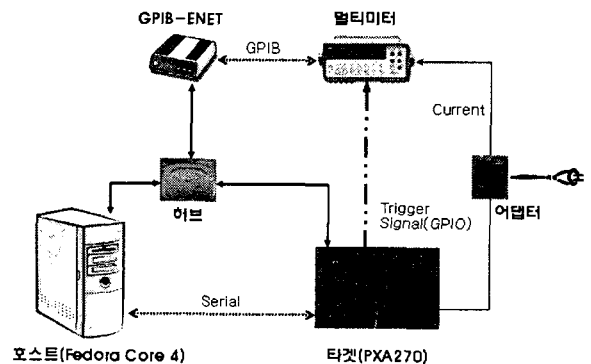 GPIB-ENET
멀티미터
GPIB
Current
허브
어댑터
Trigger
Signal(GPIO)
Serial
호스트(Fedora Core 4)
타겟(PXA270)